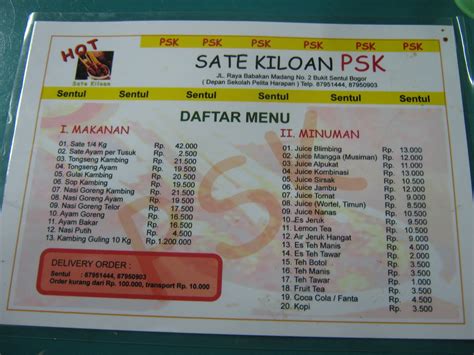 HOT
Sate Kiloan
PSK PSK PSK PSK PSK PSK
SATE KILOAN PSK
JL. Raya Babakan Madang No. 2 Bukit Sentul Bogor
( Depan Sekolah Pelita Harapan ) Telp. 87951444, 87950903
Sentul Sentul Sentul Sentul Sentul Sentul
DAFTAR MENU
I. MAKANAN
01. Sate 1/4 Kg Rp. 42.000
02. Sate Ayam per Tusuk Rp. 2.500
03. Tongseng Kambing Rp. 21.500
04. Tongseng Ayam Rp. 21.500
05. Gulai Kambing Rp. 20.500
06. Sop Kambing Rp. 20.500
07. Nasi Goreng Kambing Rp. 21.500
08. Nasi Goreng Ayam Rp. 19.500
09. Nasi Goreng Telor Rp. 17.500
10. Ayam Goreng Rp. 16.500
11. Ayam Bakar Rp. 16.500
12. Nasi Putih Rp. 4.500
13. Kambing Guling 10 Kg Rp. 1.200.000
DELIVERY ORDER :
Sentul : 87951444, 87950903
Order kurang dari Rp. 100.000, transport Rp. 10.000
II. MINUMAN
01. Juice Blimbing Rp. 13.000
02. Juice Mangga (Musiman) Rp. 12.000
03. Juice Alpukat Rp. 12.000
04. Juice Kombinasi Rp. 12.000
05. Juice Sirsak Rp. 12.000
06. Juice Jambu Rp. 12.000
07. Juice Tomat Rp. 12.000
08. Juice (Wortel, Timun) Rp. 12.000
09. Juice Nanas Rp. 10.500
10. Es Jeruk Rp. 9.500
11. Lemon Tea Rp. 10.500
12. Air Jeruk Hangat Rp. 9.000
13. Es Teh Manis Rp. 4.000
14. Es Teh Tawar Rp. 2.000
15. Teh Botol Rp. 3.500
16. Teh Manis Rp. 3.500
17. Teh Tawar Rp.
18. Fruit Tea Rp. 3.500
19. Coca Cola / Fanta Rp. 4.500
20. Kopi Rp. 3.500
PSK